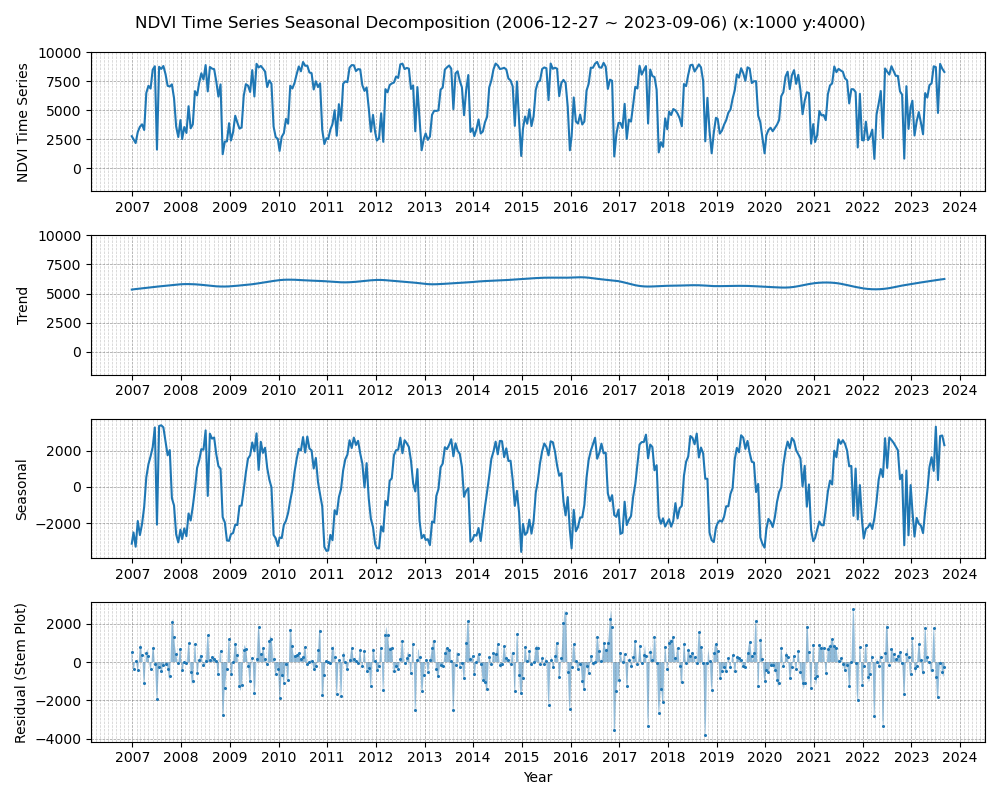 NDVI Time Series Seasonal Decomposition (2006-12-27 ~ 2023-09-06) (x:1000 y:4000)
NDVI Time Series
10000
7500
5000
2500
0
2007 2008 2009 2010 2011 2012 2013 2014 2015 2016 2017 2018 2019 2020 2021 2022 2023 2024
Trend
10000
7500
5000
2500
0
2007 2008 2009 2010 2011 2012 2013 2014 2015 2016 2017 2018 2019 2020 2021 2022 2023 2024
Seasonal
2000
0
−2000
2007 2008 2009 2010 2011 2012 2013 2014 2015 2016 2017 2018 2019 2020 2021 2022 2023 2024
Residual (Stem Plot)
2000
0
−2000
−4000
2007 2008 2009 2010 2011 2012 2013 2014 2015 2016 2017 2018 2019 2020 2021 2022 2023 2024
Year